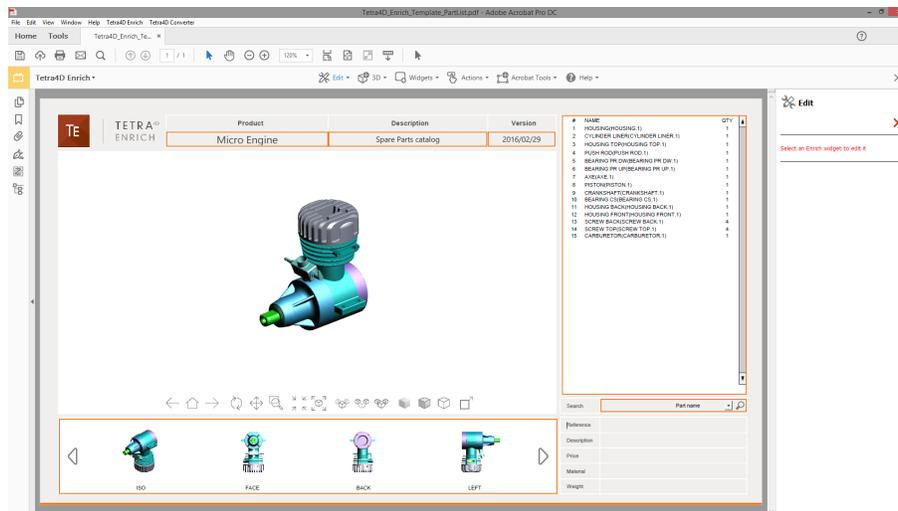 Tetra4D_Enrich_Template_PartList.pdf - Adobe Acrobat Pro DC
File Edit View Window Help Tetra4D Enrich Tetra4D Converter
Home Tools Tetra4D_Enrich_Te... ×
1 / 1 120%
Tetra4D Enrich Edit 3D Widgets Actions Acrobat Tools Help
Edit
Select an Enrich widget to edit it
TE TETRA4D ENRICH
Product Description Version
Micro Engine Spare Parts catalog 2016/02/29
# NAME QTY
1 HOUSING(HOUSING.1) 1
2 CYLINDER LINER(CYLINDER LINER.1) 1
3 HOUSING TOP(HOUSING TOP.1) 1
4 PUSH ROD(PUSH ROD.1) 1
5 BEARING PR DW(BEARING PR DW.1) 1
6 BEARING PR UP(BEARING PR UP.1) 1
7 AXE(AXE.1) 1
8 PISTON(PISTON.1) 1
9 CRANKSHAFT(CRANKSHAFT.1) 1
10 BEARING CS(BEARING CS.1) 1
11 HOUSING BACK(HOUSING BACK.1) 1
12 HOUSING FRONT(HOUSING FRONT.1) 1
13 SCREW BACK(SCREW BACK.1) 4
14 SCREW TOP(SCREW TOP.1) 4
15 CARBURETOR(CARBURETOR.1) 1
Search Part name
Reference
Description
Price
Material
Weight
ISO FACE BACK LEFT